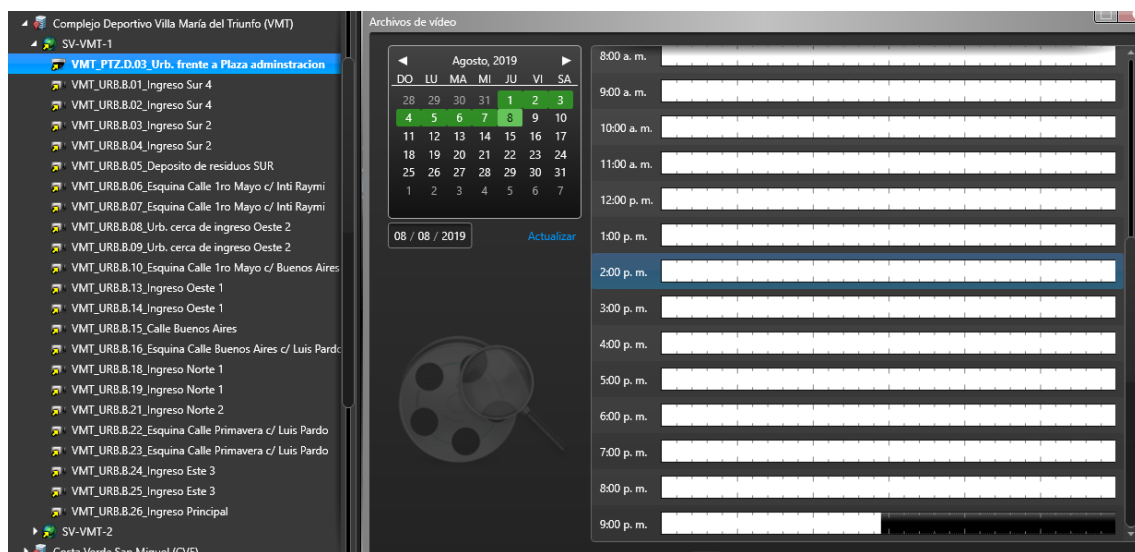 Complejo Deportivo Villa María del Triunfo (VMT)
SV-VMT-1
VMT_PTZ.D.03_Urb. frente a Plaza adminstracion
VMT_URB.B.01_Ingreso Sur 4
VMT_URB.B.02_Ingreso Sur 4
VMT_URB.B.03_Ingreso Sur 2
VMT_URB.B.04_Ingreso Sur 2
VMT_URB.B.05_Deposito de residuos SUR
VMT_URB.B.06_Esquina Calle 1ro Mayo c/ Inti Raymi
VMT_URB.B.07_Esquina Calle 1ro Mayo c/ Inti Raymi
VMT_URB.B.08_Urb. cerca de ingreso Oeste 2
VMT_URB.B.09_Urb. cerca de ingreso Oeste 2
VMT_URB.B.10_Esquina Calle 1ro Mayo c/ Buenos Aires
VMT_URB.B.13_Ingreso Oeste 1
VMT_URB.B.14_Ingreso Oeste 1
VMT_URB.B.15_Calle Buenos Aires
VMT_URB.B.16_Esquina Calle Buenos Aires c/ Luis Pardo
VMT_URB.B.18_Ingreso Norte 1
VMT_URB.B.19_Ingreso Norte 1
VMT_URB.B.21_Ingreso Norte 2
VMT_URB.B.22_Esquina Calle Primavera c/ Luis Pardo
VMT_URB.B.23_Esquina Calle Primavera c/ Luis Pardo
VMT_URB.B.24_Ingreso Este 3
VMT_URB.B.25_Ingreso Este 3
VMT_URB.B.26_Ingreso Principal
SV-VMT-2
Costa Verde San Miguel (CVE)
Archivos de vídeo
Agosto, 2019
DO LU MA MI JU VI SA
28 29 30 31 1 2 3
4 5 6 7 8 9 10
11 12 13 14 15 16 17
18 19 20 21 22 23 24
25 26 27 28 29 30 31
1 2 3 4 5 6 7
08 / 08 / 2019 Actualizar
8:00 a. m.
9:00 a. m.
10:00 a. m.
11:00 a. m.
12:00 p. m.
1:00 p. m.
2:00 p. m.
3:00 p. m.
4:00 p. m.
5:00 p. m.
6:00 p. m.
7:00 p. m.
8:00 p. m.
9:00 p. m.